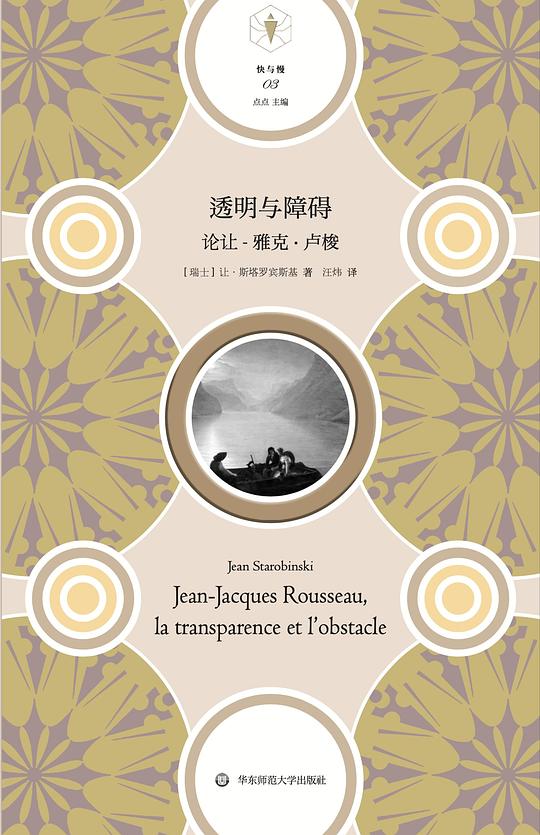 快与慢
03
点点 主编
透明与障碍
论让-雅克·卢梭
[瑞士] 让·斯塔罗宾斯基 著 汪炜 译
Jean Starobinski
Jean-Jacques Rousseau,
la transparence et l'obstacle
华东师范大学出版社